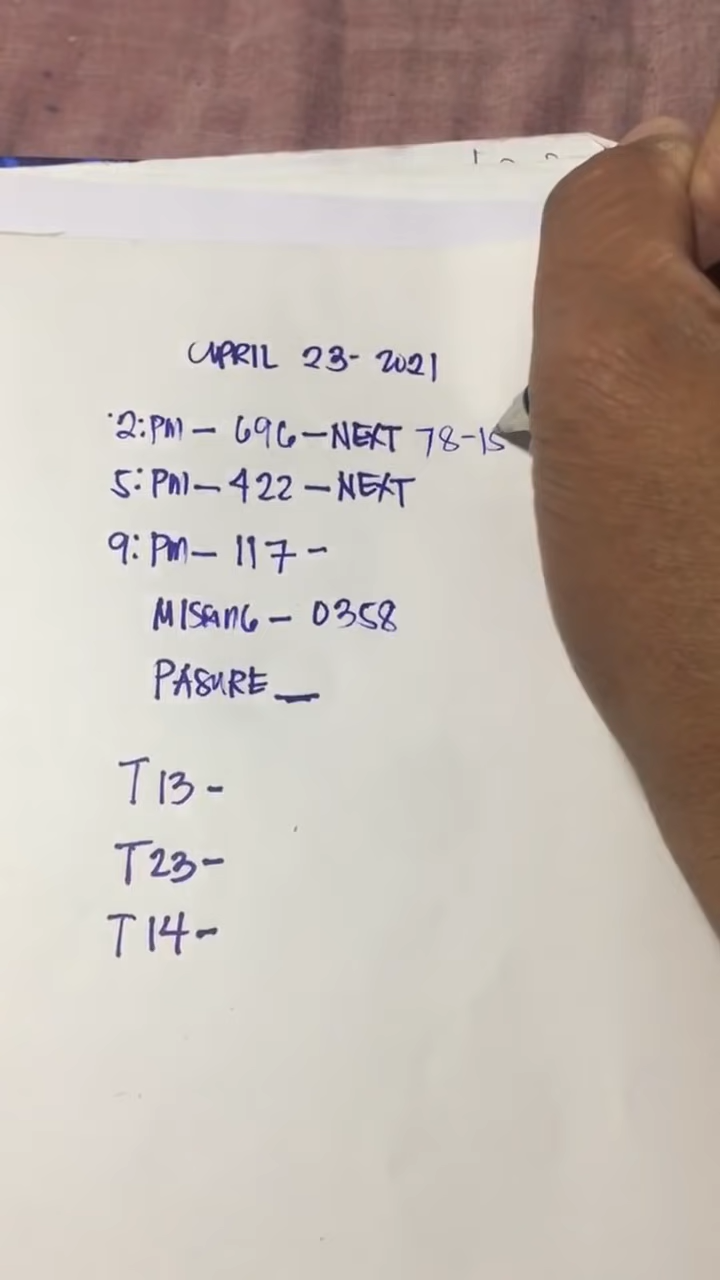 APRIL 23-2021
2:PM - 696 - NEXT 78-15
5:PM - 422 - NEXT
9:PM - 117 -
MISSING - 0358
PASURE _
T13-
T23-
T14-